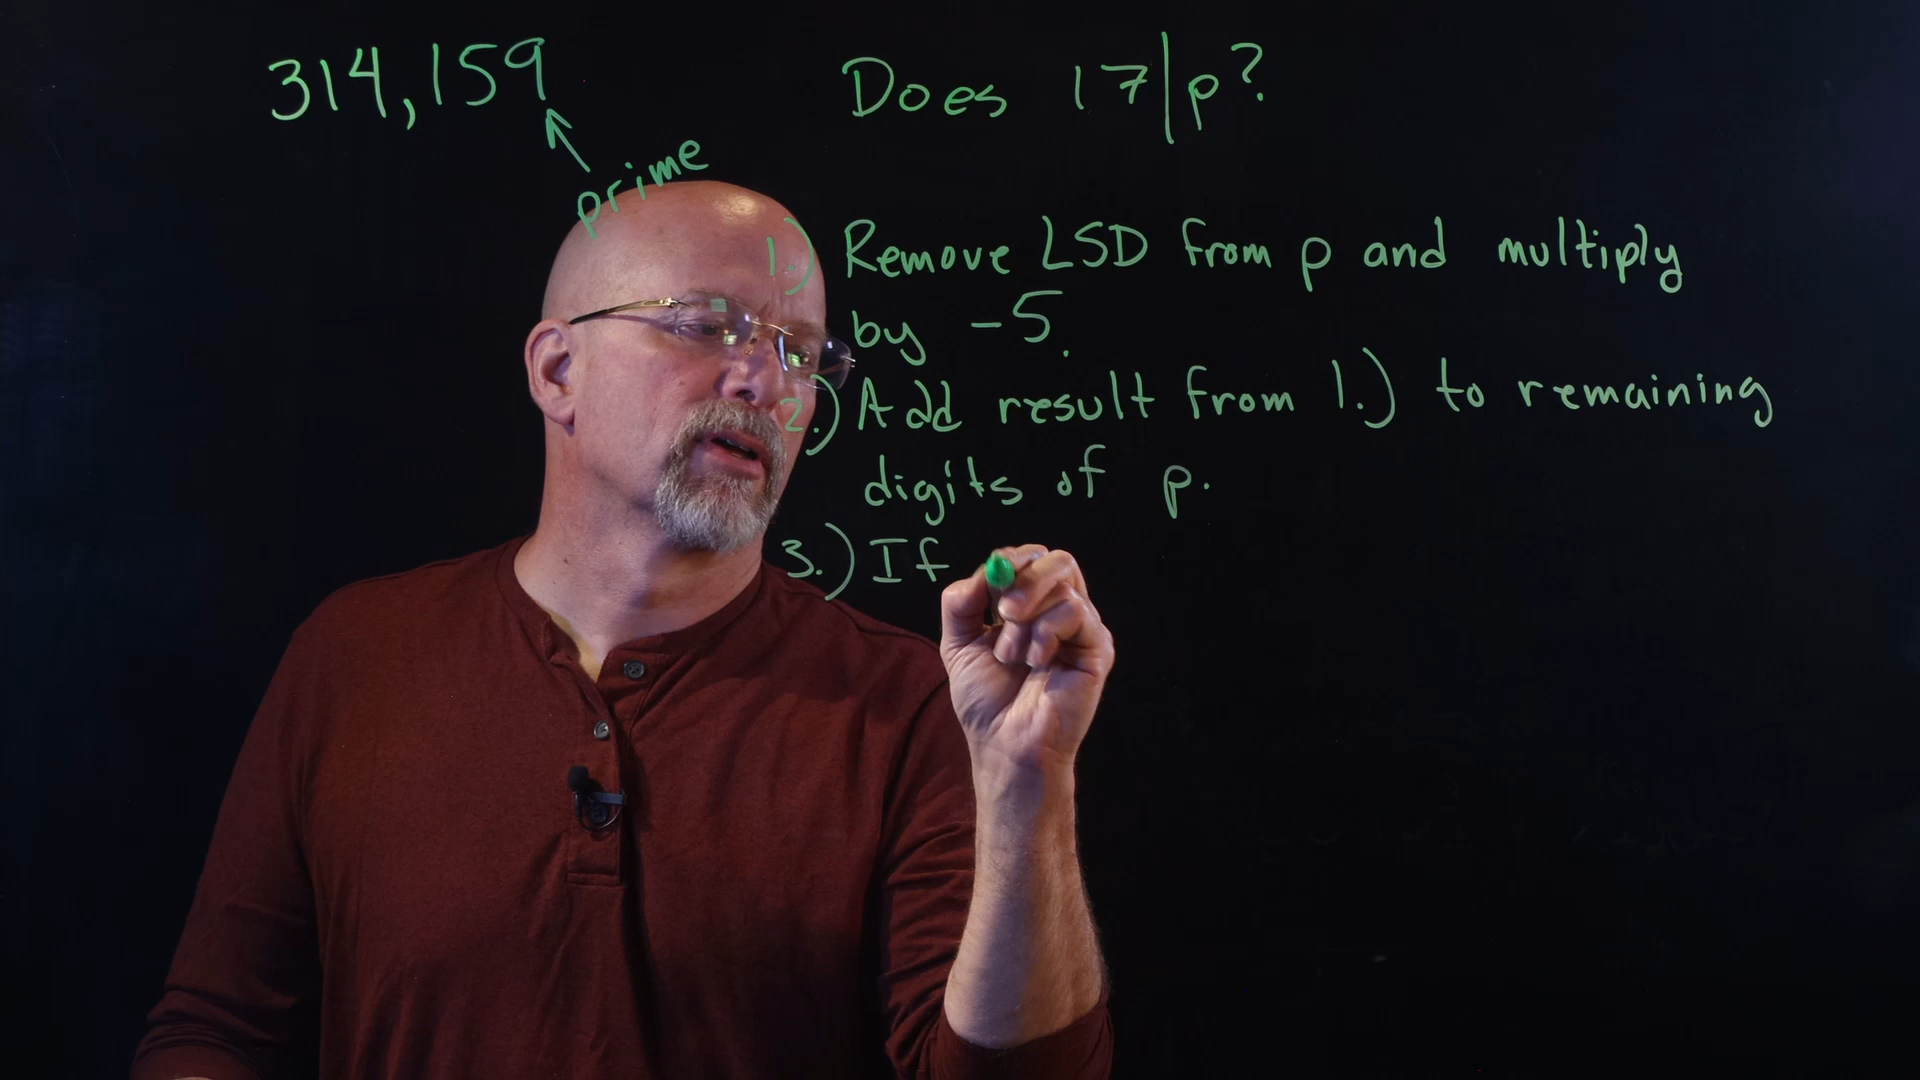 314,159
prime
Does 17|p?
1.) Remove LSD from p and multiply
by -5.
2.) Add result from 1.) to remaining
digits of p.
3.) If